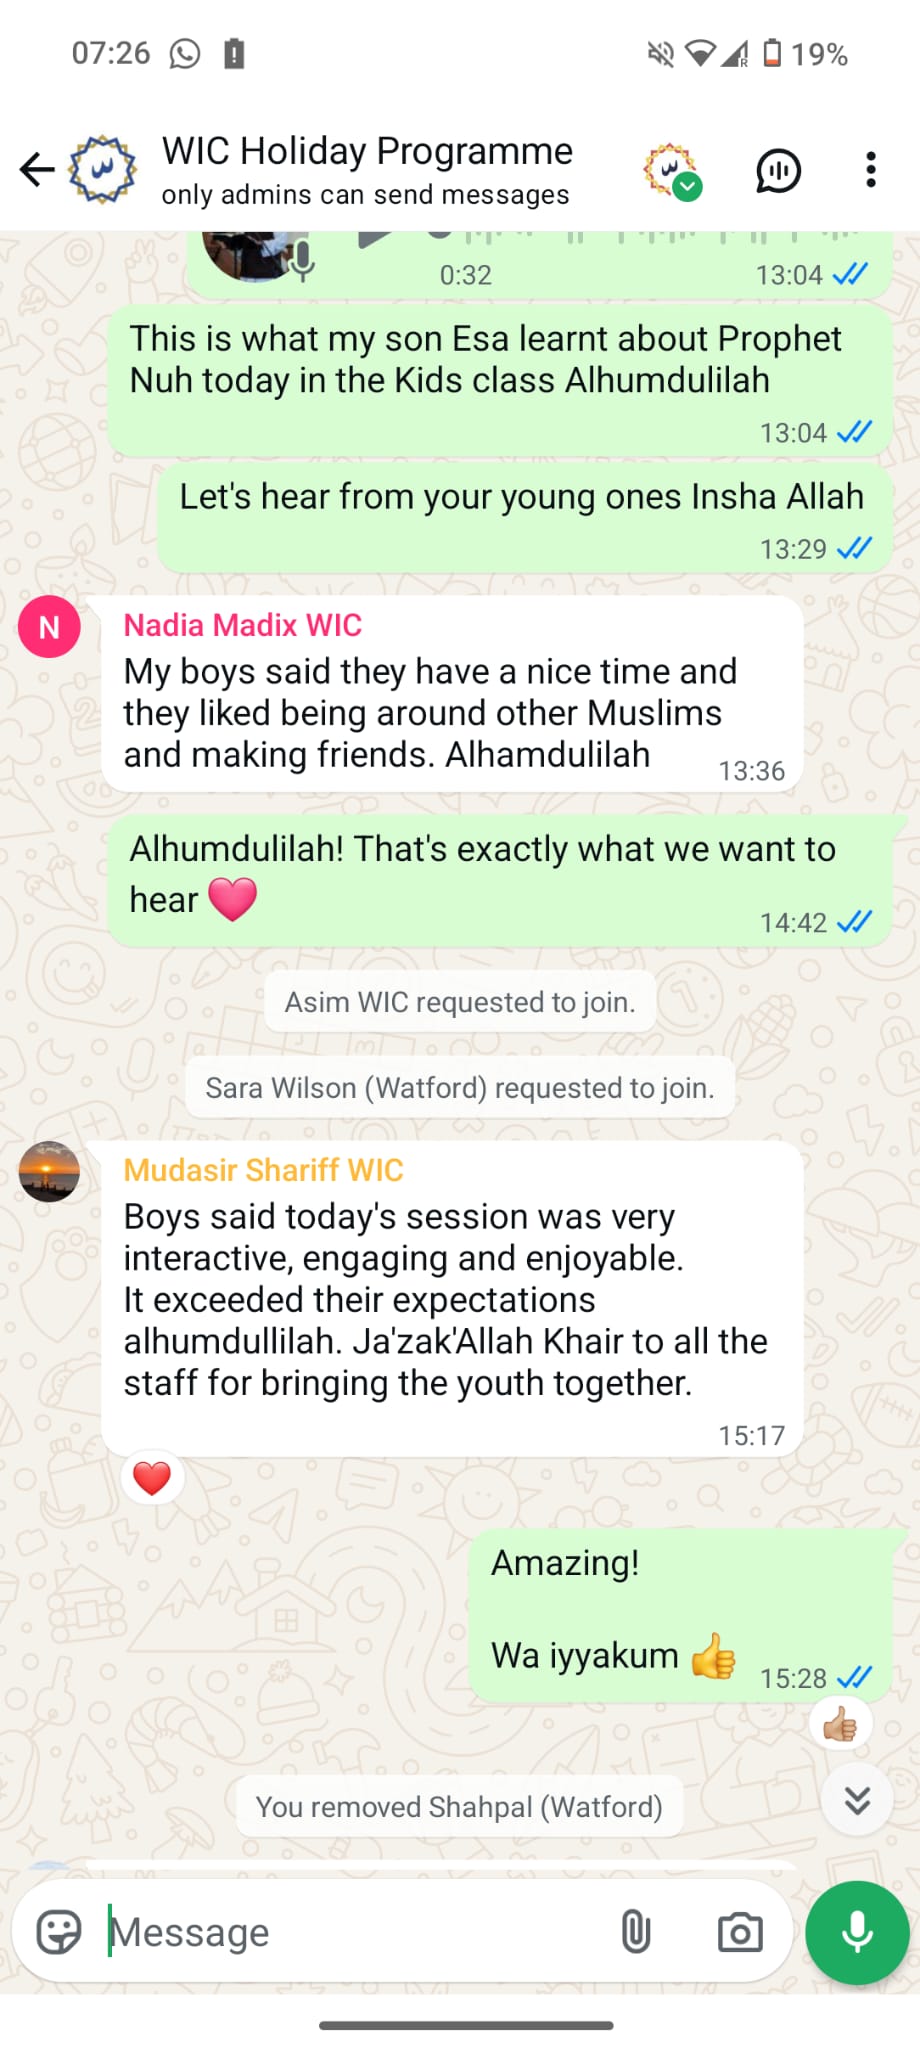 07:26
19%
WIC Holiday Programme
only admins can send messages
0:32
13:04
This is what my son Esa learnt about Prophet
Nuh today in the Kids class Alhumdulilah
13:04
Let's hear from your young ones Insha Allah
13:29
N
Nadia Madix WIC
My boys said they have a nice time and
they liked being around other Muslims
and making friends. Alhamdulilah
13:36
Alhumdulilah! That's exactly what we want to
hear ❤️
14:42
Asim WIC requested to join.
Sara Wilson (Watford) requested to join.
Mudasir Shariff WIC
Boys said today's session was very
interactive, engaging and enjoyable.
It exceeded their expectations
alhumdullilah. Ja'zak'Allah Khair to all the
staff for bringing the youth together.
15:17
❤️
Amazing!
Wa iyyakum 👍
15:28
👍🏼
You removed Shahpal (Watford)
Message